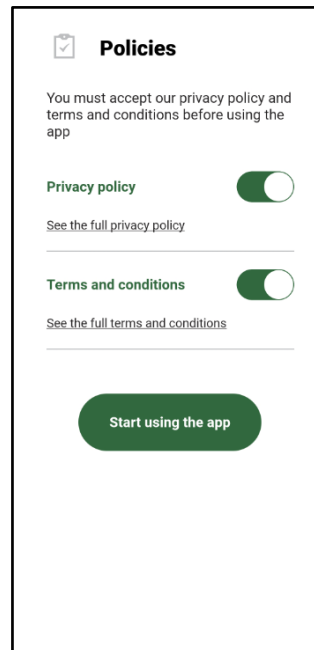 Policies
You must accept our privacy policy and
terms and conditions before using the
app
Privacy policy
See the full privacy policy
Terms and conditions
See the full terms and conditions
Start using the app